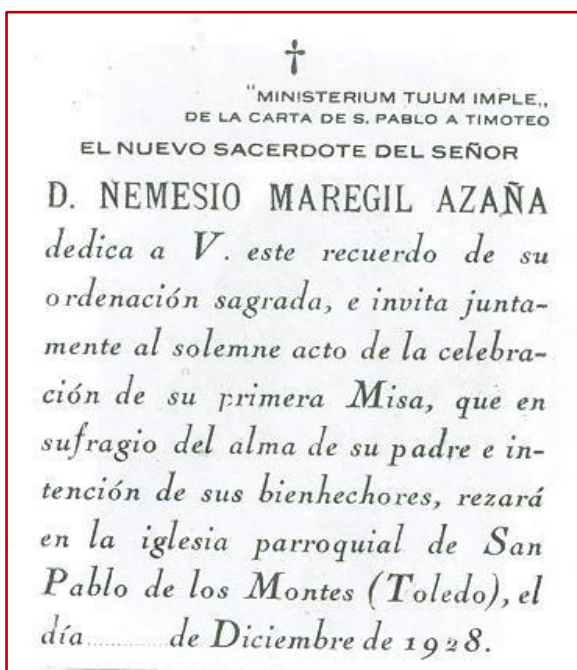 "MINISTERIUM TUUM IMPLE„
DE LA CARTA DE S. PABLO A TIMOTEO
EL NUEVO SACERDOTE DEL SEÑOR
D. NEMESIO MAREGIL AZAÑA
dedica a V. este recuerdo de su
ordenación sagrada, e invita junta-
mente al solemne acto de la celebra-
ción de su primera Misa, que en
sufragio del alma de su padre e in-
tención de sus bienhechores, rezará
en la iglesia parroquial de San
Pablo de los Montes (Toledo), el
día........... de Diciembre de 1928.